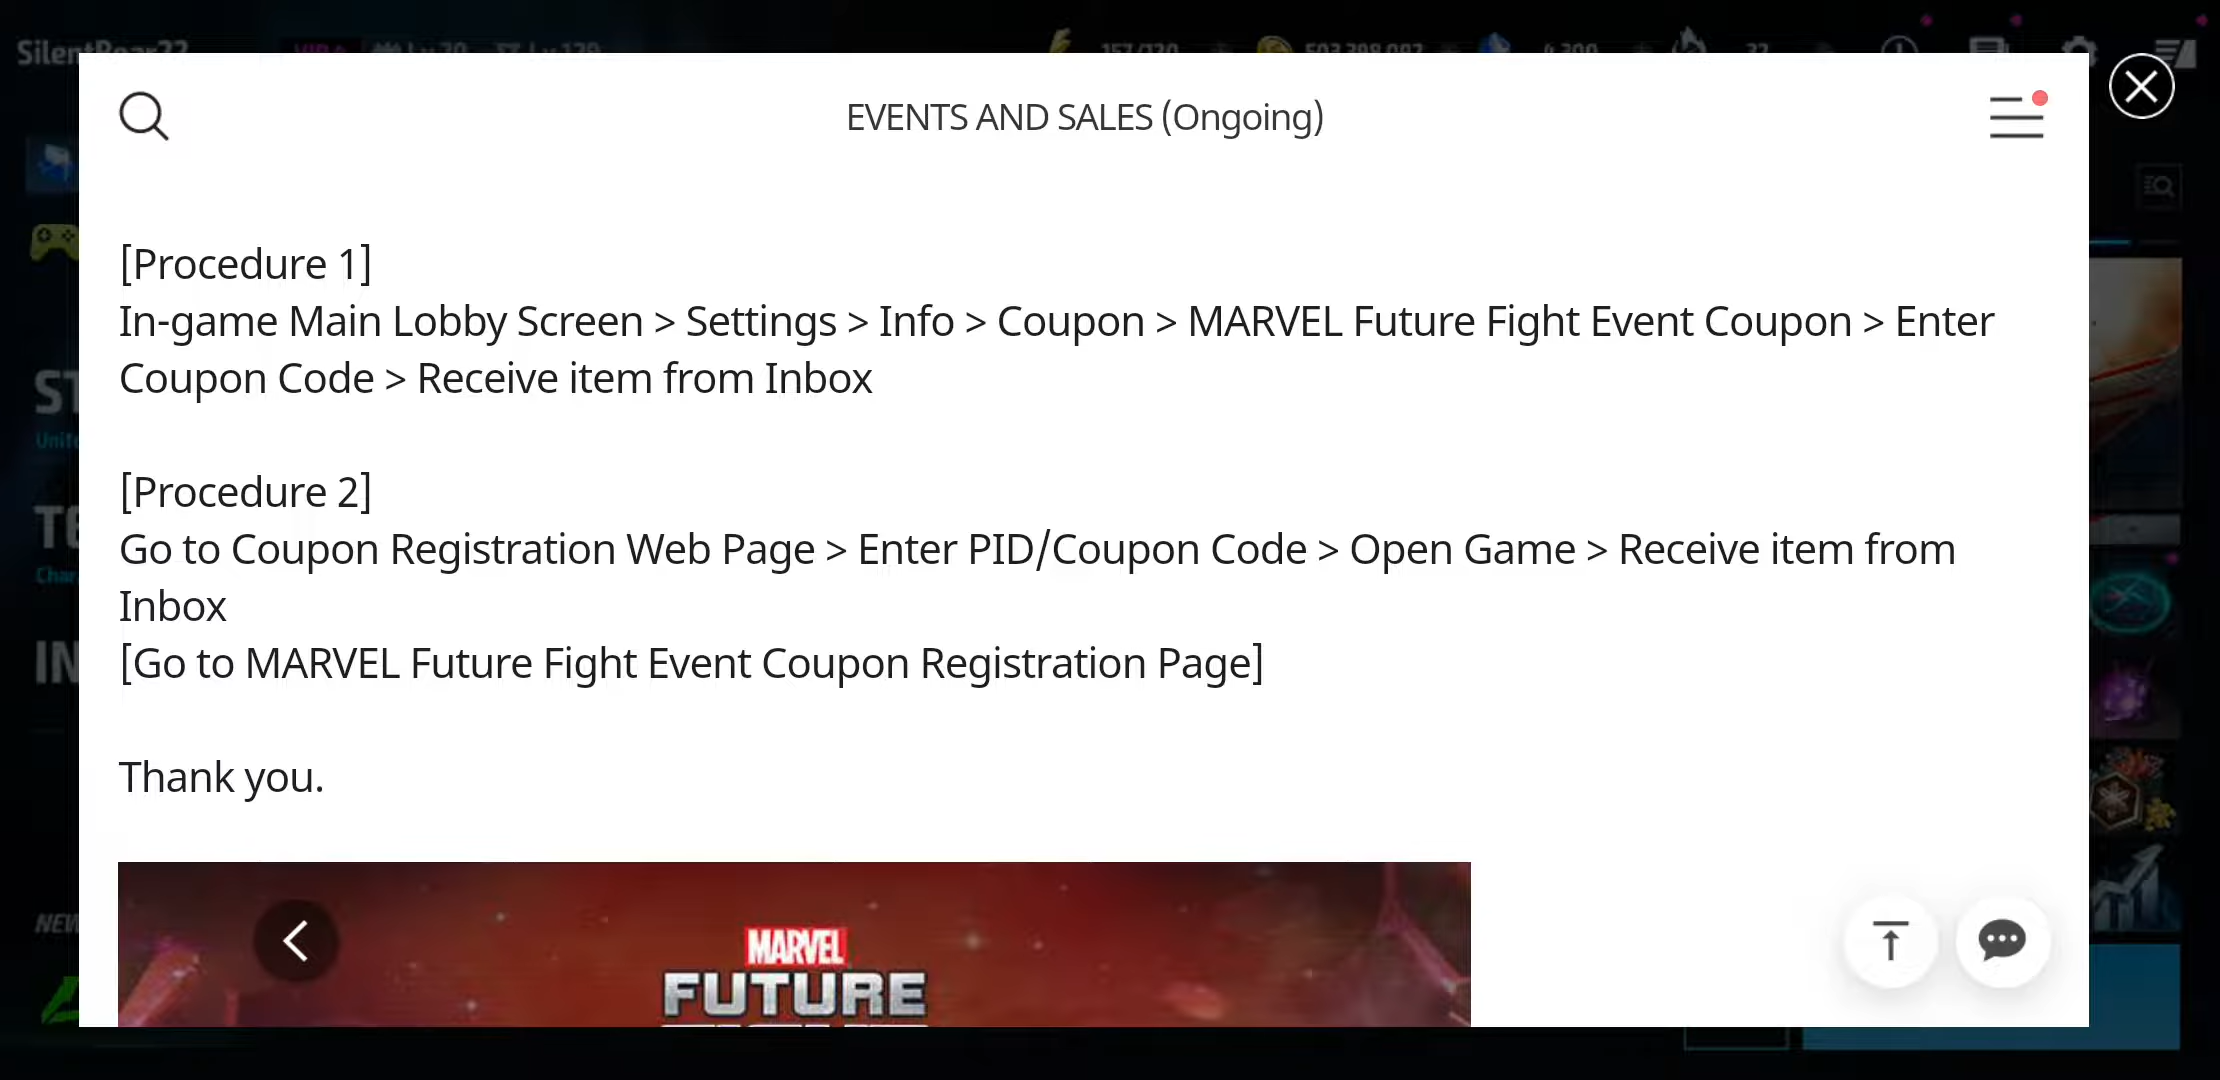 SilentRoar22
EVENTS AND SALES (Ongoing)
[Procedure 1]
In-game Main Lobby Screen > Settings > Info > Coupon > MARVEL Future Fight Event Coupon > Enter
Coupon Code > Receive item from Inbox
[Procedure 2]
Go to Coupon Registration Web Page > Enter PID/Coupon Code > Open Game > Receive item from
Inbox
[Go to MARVEL Future Fight Event Coupon Registration Page]
Thank you.
MARVEL
FUTURE